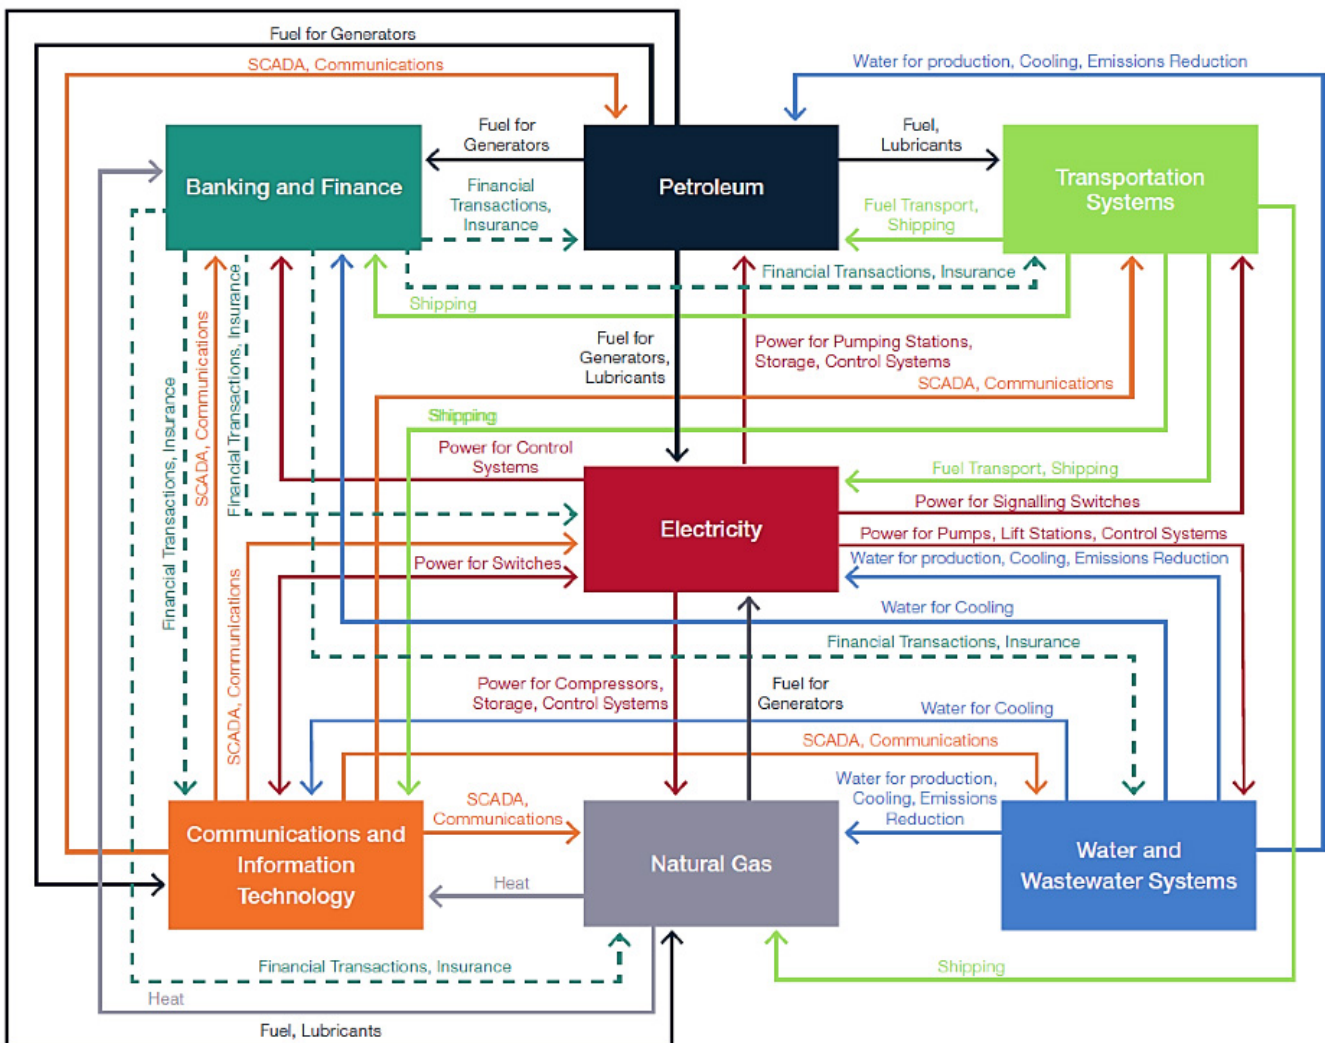 Fuel for Generators
SCADA, Communications
Water for production, Cooling, Emissions Reduction
Fuel for
Generators
Fuel,
Lubricants
Banking and Finance
Petroleum
Transportation
Systems
Financial
Transactions,
Insurance
Fuel Transport,
Shipping
Financial Transactions, Insurance
Shipping
Fuel for
Generators,
Lubricants
Power for Pumping Stations,
Storage, Control Systems
SCADA, Communications
Financial Transactions, Insurance
SCADA, Communications
Financial Transactions, Insurance
Shipping
Power for Control
Systems
Fuel Transport, Shipping
Power for Signalling Switches
Electricity
Power for Pumps, Lift Stations, Control Systems
Water for production, Cooling, Emissions Reduction
Power for Switches
SCADA, Communications
Water for Cooling
Financial Transactions, Insurance
Power for Compressors,
Storage, Control Systems
Fuel for
Generators
Water for Cooling
SCADA, Communications
SCADA,
Communications
Water for production,
Cooling, Emissions
Reduction
Communications and
Information
Technology
Natural Gas
Water and
Wastewater Systems
Heat
Financial Transactions, Insurance
Shipping
Heat
Fuel, Lubricants